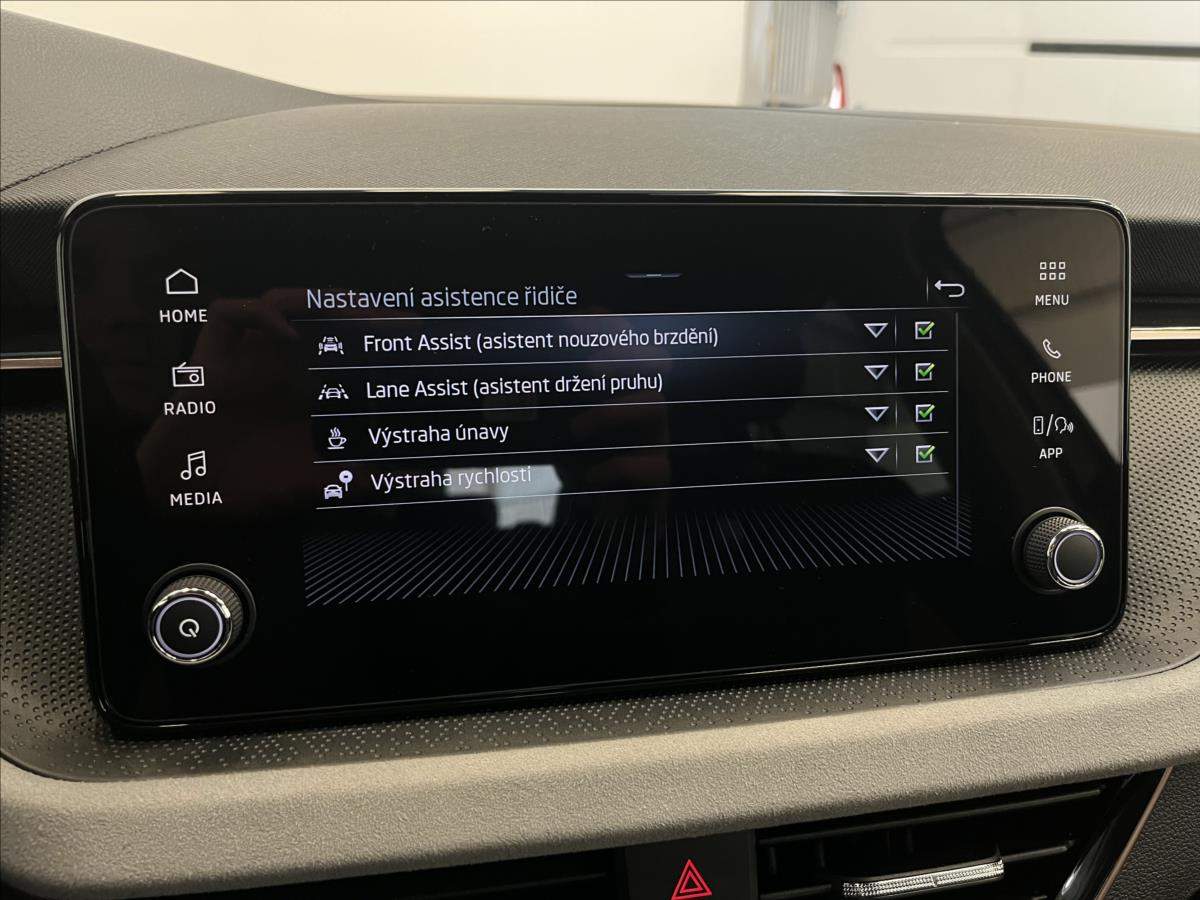 HOME
RADIO
MEDIA
Nastavení asistence řidiče
Front Assist (asistent nouzového brzdění)
Lane Assist (asistent držení pruhu)
Výstraha únavy
Výstraha rychlosti
MENU
PHONE
APP